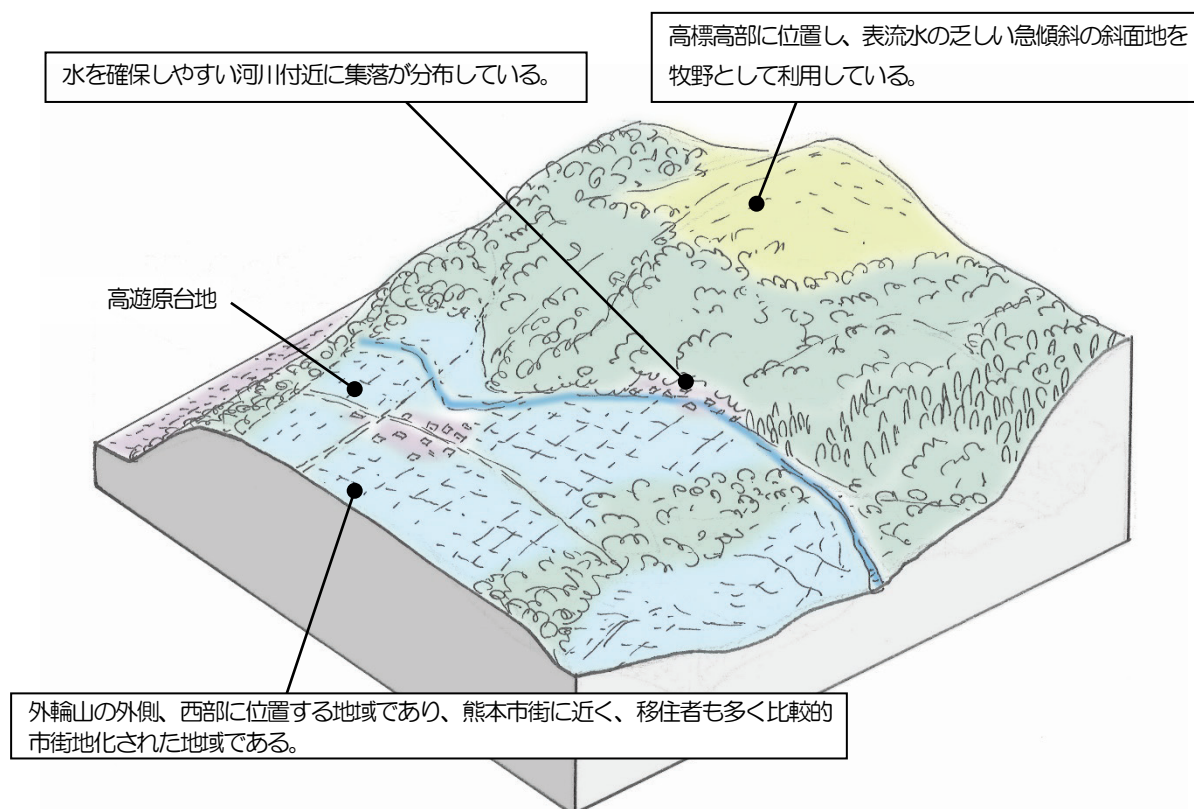 高標高部に位置し、表流水の乏しい急傾斜の斜面地を
牧野として利用している。
水を確保しやすい河川付近に集落が分布している。
高遊原台地
外輪山の外側、西部に位置する地域であり、熊本市街に近く、移住者も多く比較的
市街地化された地域である。